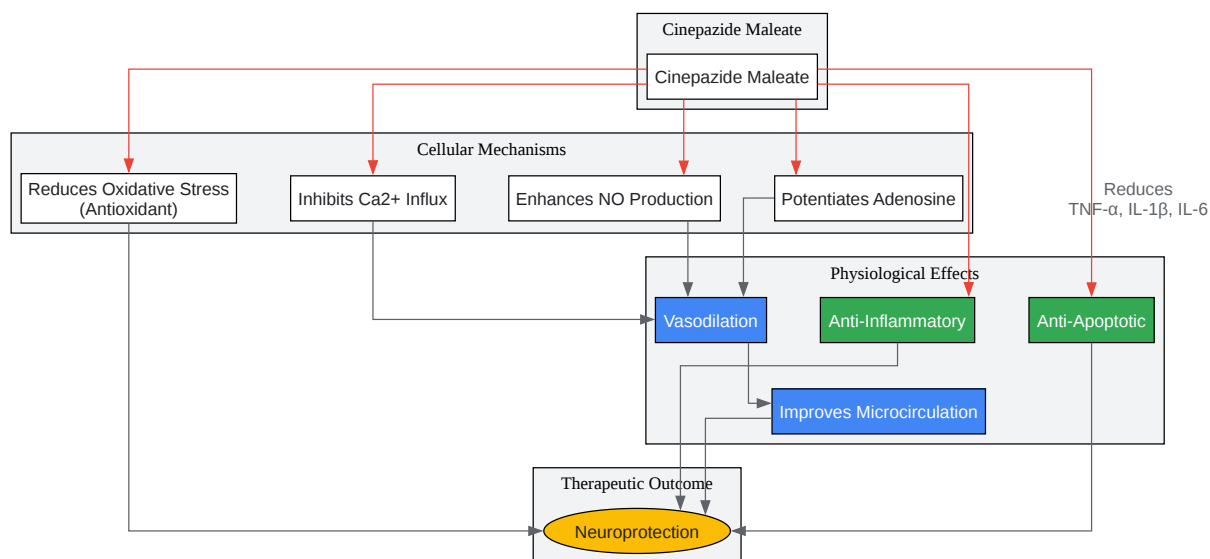 Cinepazide Maleate
Cinepazide Maleate
Cellular Mechanisms
Reduces Oxidative Stress
(Antioxidant)
Inhibits Ca2+ Influx
Enhances NO Production
Potentiates Adenosine
Reduces
TNF-α, IL-1β, IL-6
Physiological Effects
Vasodilation
Anti-Inflammatory
Anti-Apoptotic
Improves Microcirculation
Therapeutic Outcome
Neuroprotection